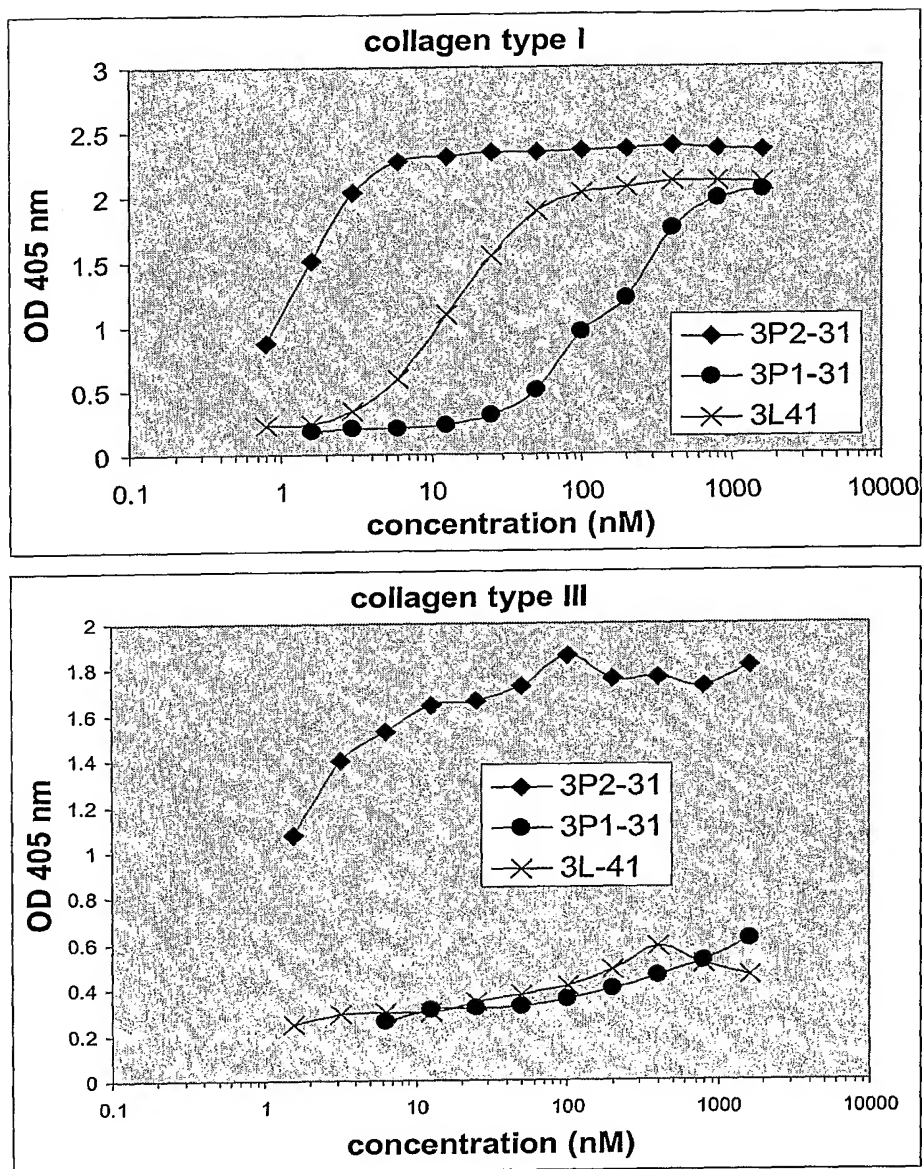 collagen type I
3
2.5
2
1.5
1
0.5
0
OD 405 nm
3P2-31
3P1-31
3L41
0.1 1 10 100 1000 10000
concentration (nM)
collagen type III
2
1.8
1.6
1.4
1.2
1
0.8
0.6
0.4
0.2
0
OD 405 nm
3P2-31
3P1-31
3L-41
0.1 1 10 100 1000 10000
concentration (nM)